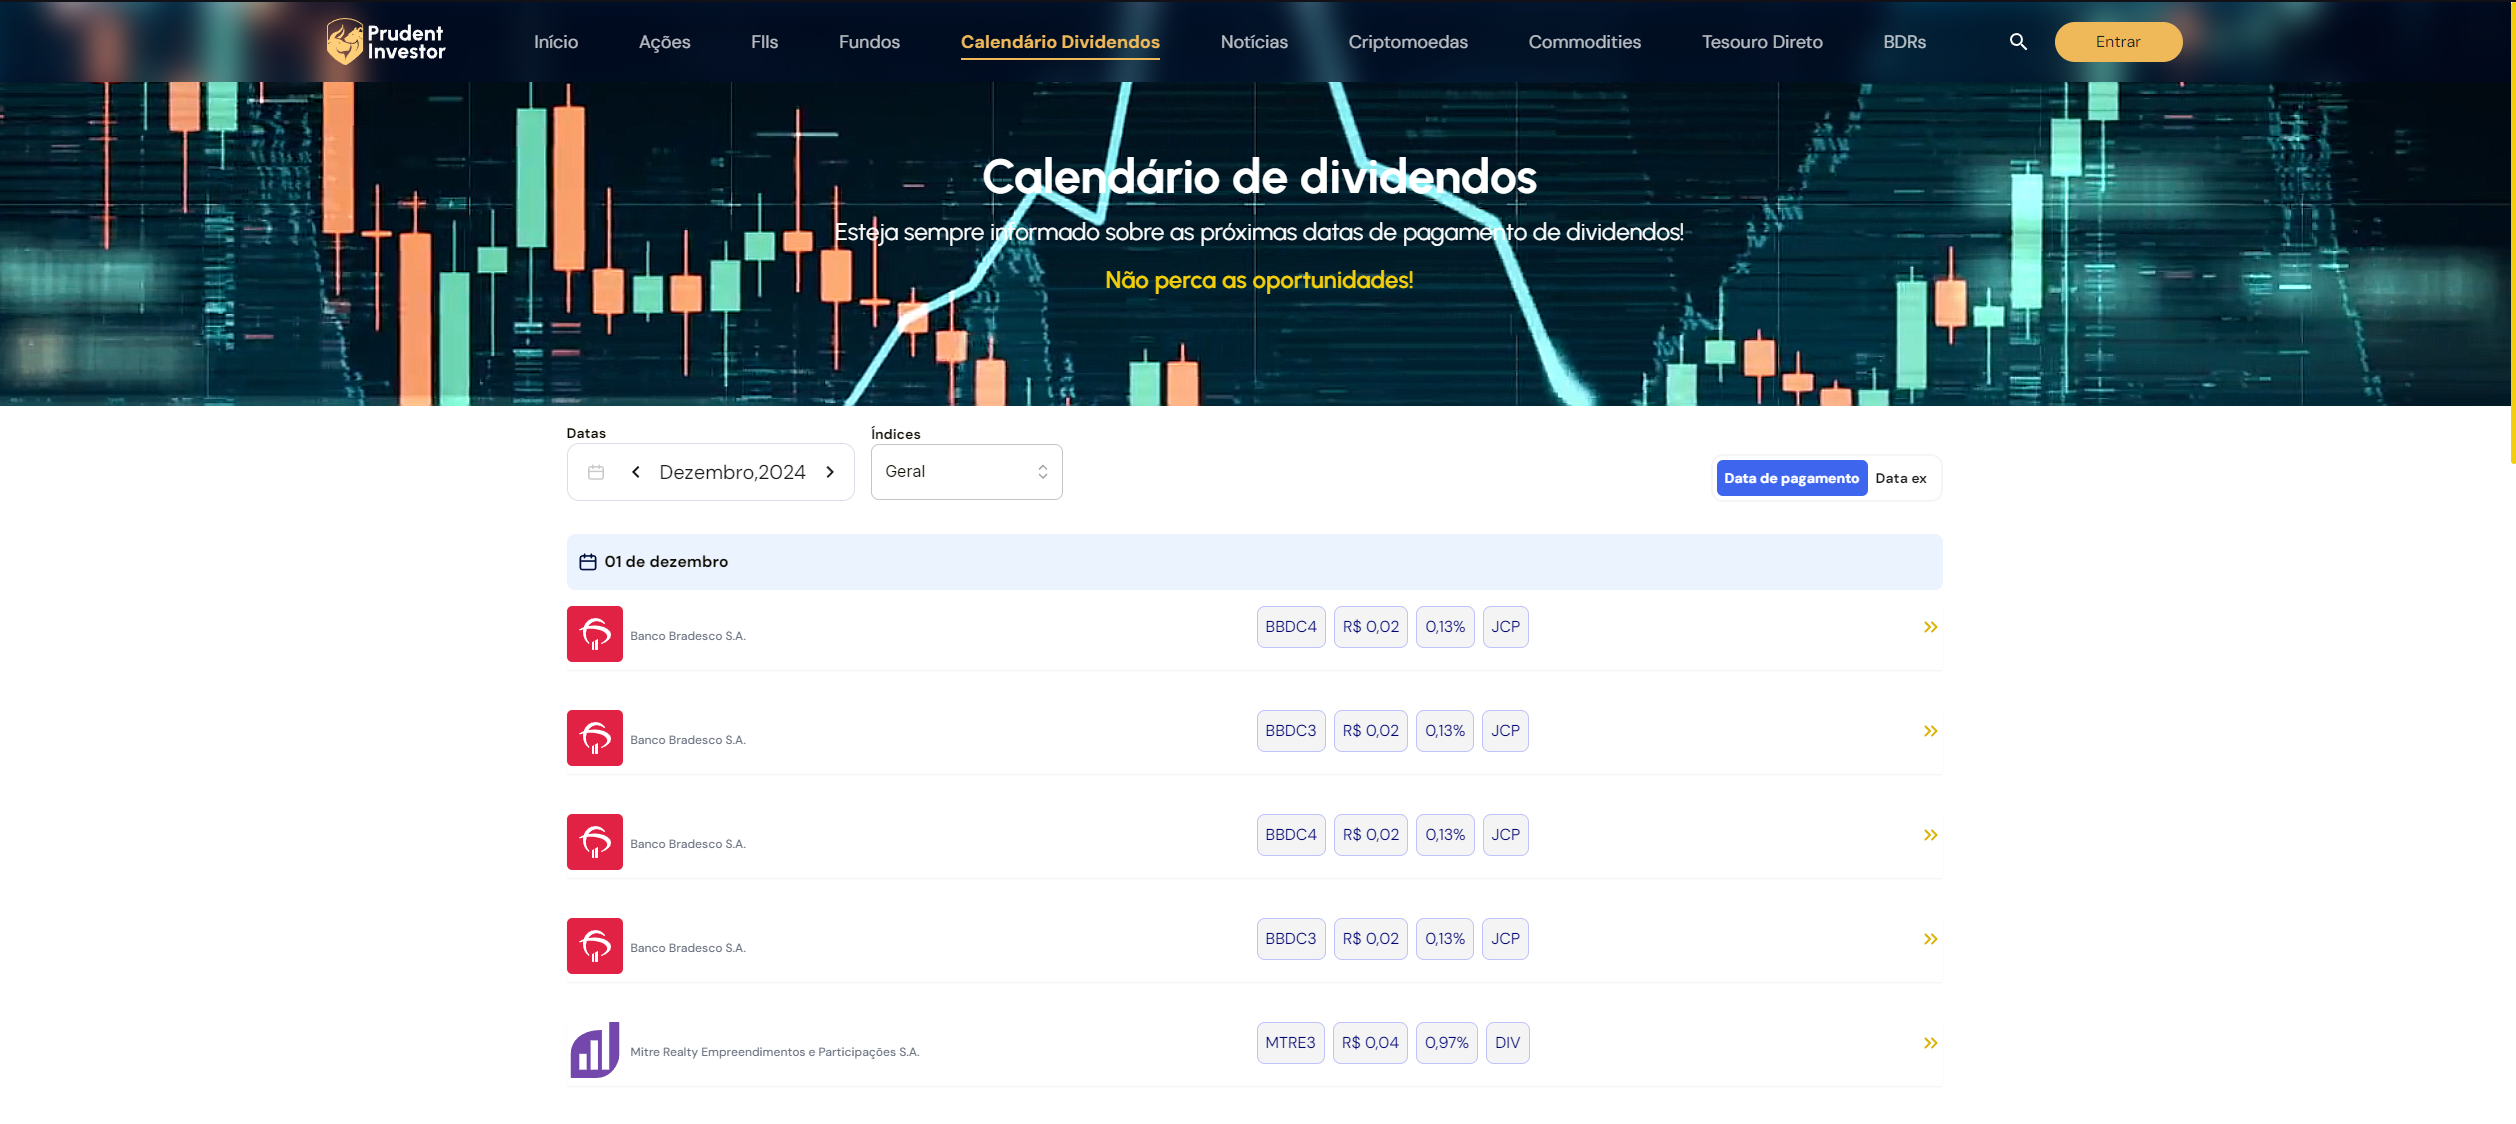 Prudent
Investor
Início
Ações
FIIs
Fundos
Calendário Dividendos
Notícias
Criptomoedas
Commodities
Tesouro Direto
BDRs
Entrar
Calendário de dividendos
Esteja sempre informado sobre as próximas datas de pagamento de dividendos!
Não perca as oportunidades!
Datas
Dezembro,2024
Índices
Geral
Data de pagamento
Data ex
01 de dezembro
Banco Bradesco S.A.
BBDC4
R$ 0,02
0,13%
JCP
Banco Bradesco S.A.
BBDC3
R$ 0,02
0,13%
JCP
Banco Bradesco S.A.
BBDC4
R$ 0,02
0,13%
JCP
Banco Bradesco S.A.
BBDC3
R$ 0,02
0,13%
JCP
Mitre Realty Empreendimentos e Participações S.A.
MTRE3
R$ 0,04
0,97%
DIV